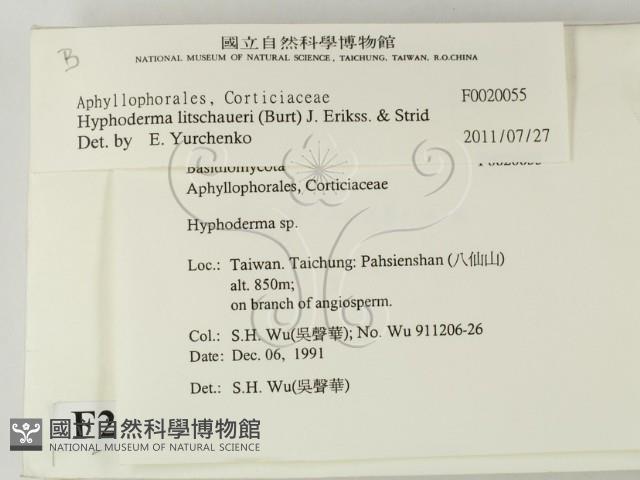 B
國立自然科學博物館
NATIONAL MUSEUM OF NATURAL SCIENCE, TAICHUNG, TAIWAN, R.O.CHINA
Aphyllophorales, Corticiaceae F0020055
Hyphoderma litschaueri (Burt) J. Erikss. & Strid
Det. by E. Yurchenko 2011/07/27
Basidiomycota F0020055
Aphyllophorales, Corticiaceae
Hyphoderma sp.
Loc.: Taiwan. Taichung: Pahsienshan (八仙山)
alt. 850m;
on branch of angiosperm.
Col.: S.H. Wu(吳聲華); No. Wu 911206-26
Date: Dec. 06, 1991
Det.: S.H. Wu(吳聲華)
F2
國立自然科學博物館
NATIONAL MUSEUM OF NATURAL SCIENCE